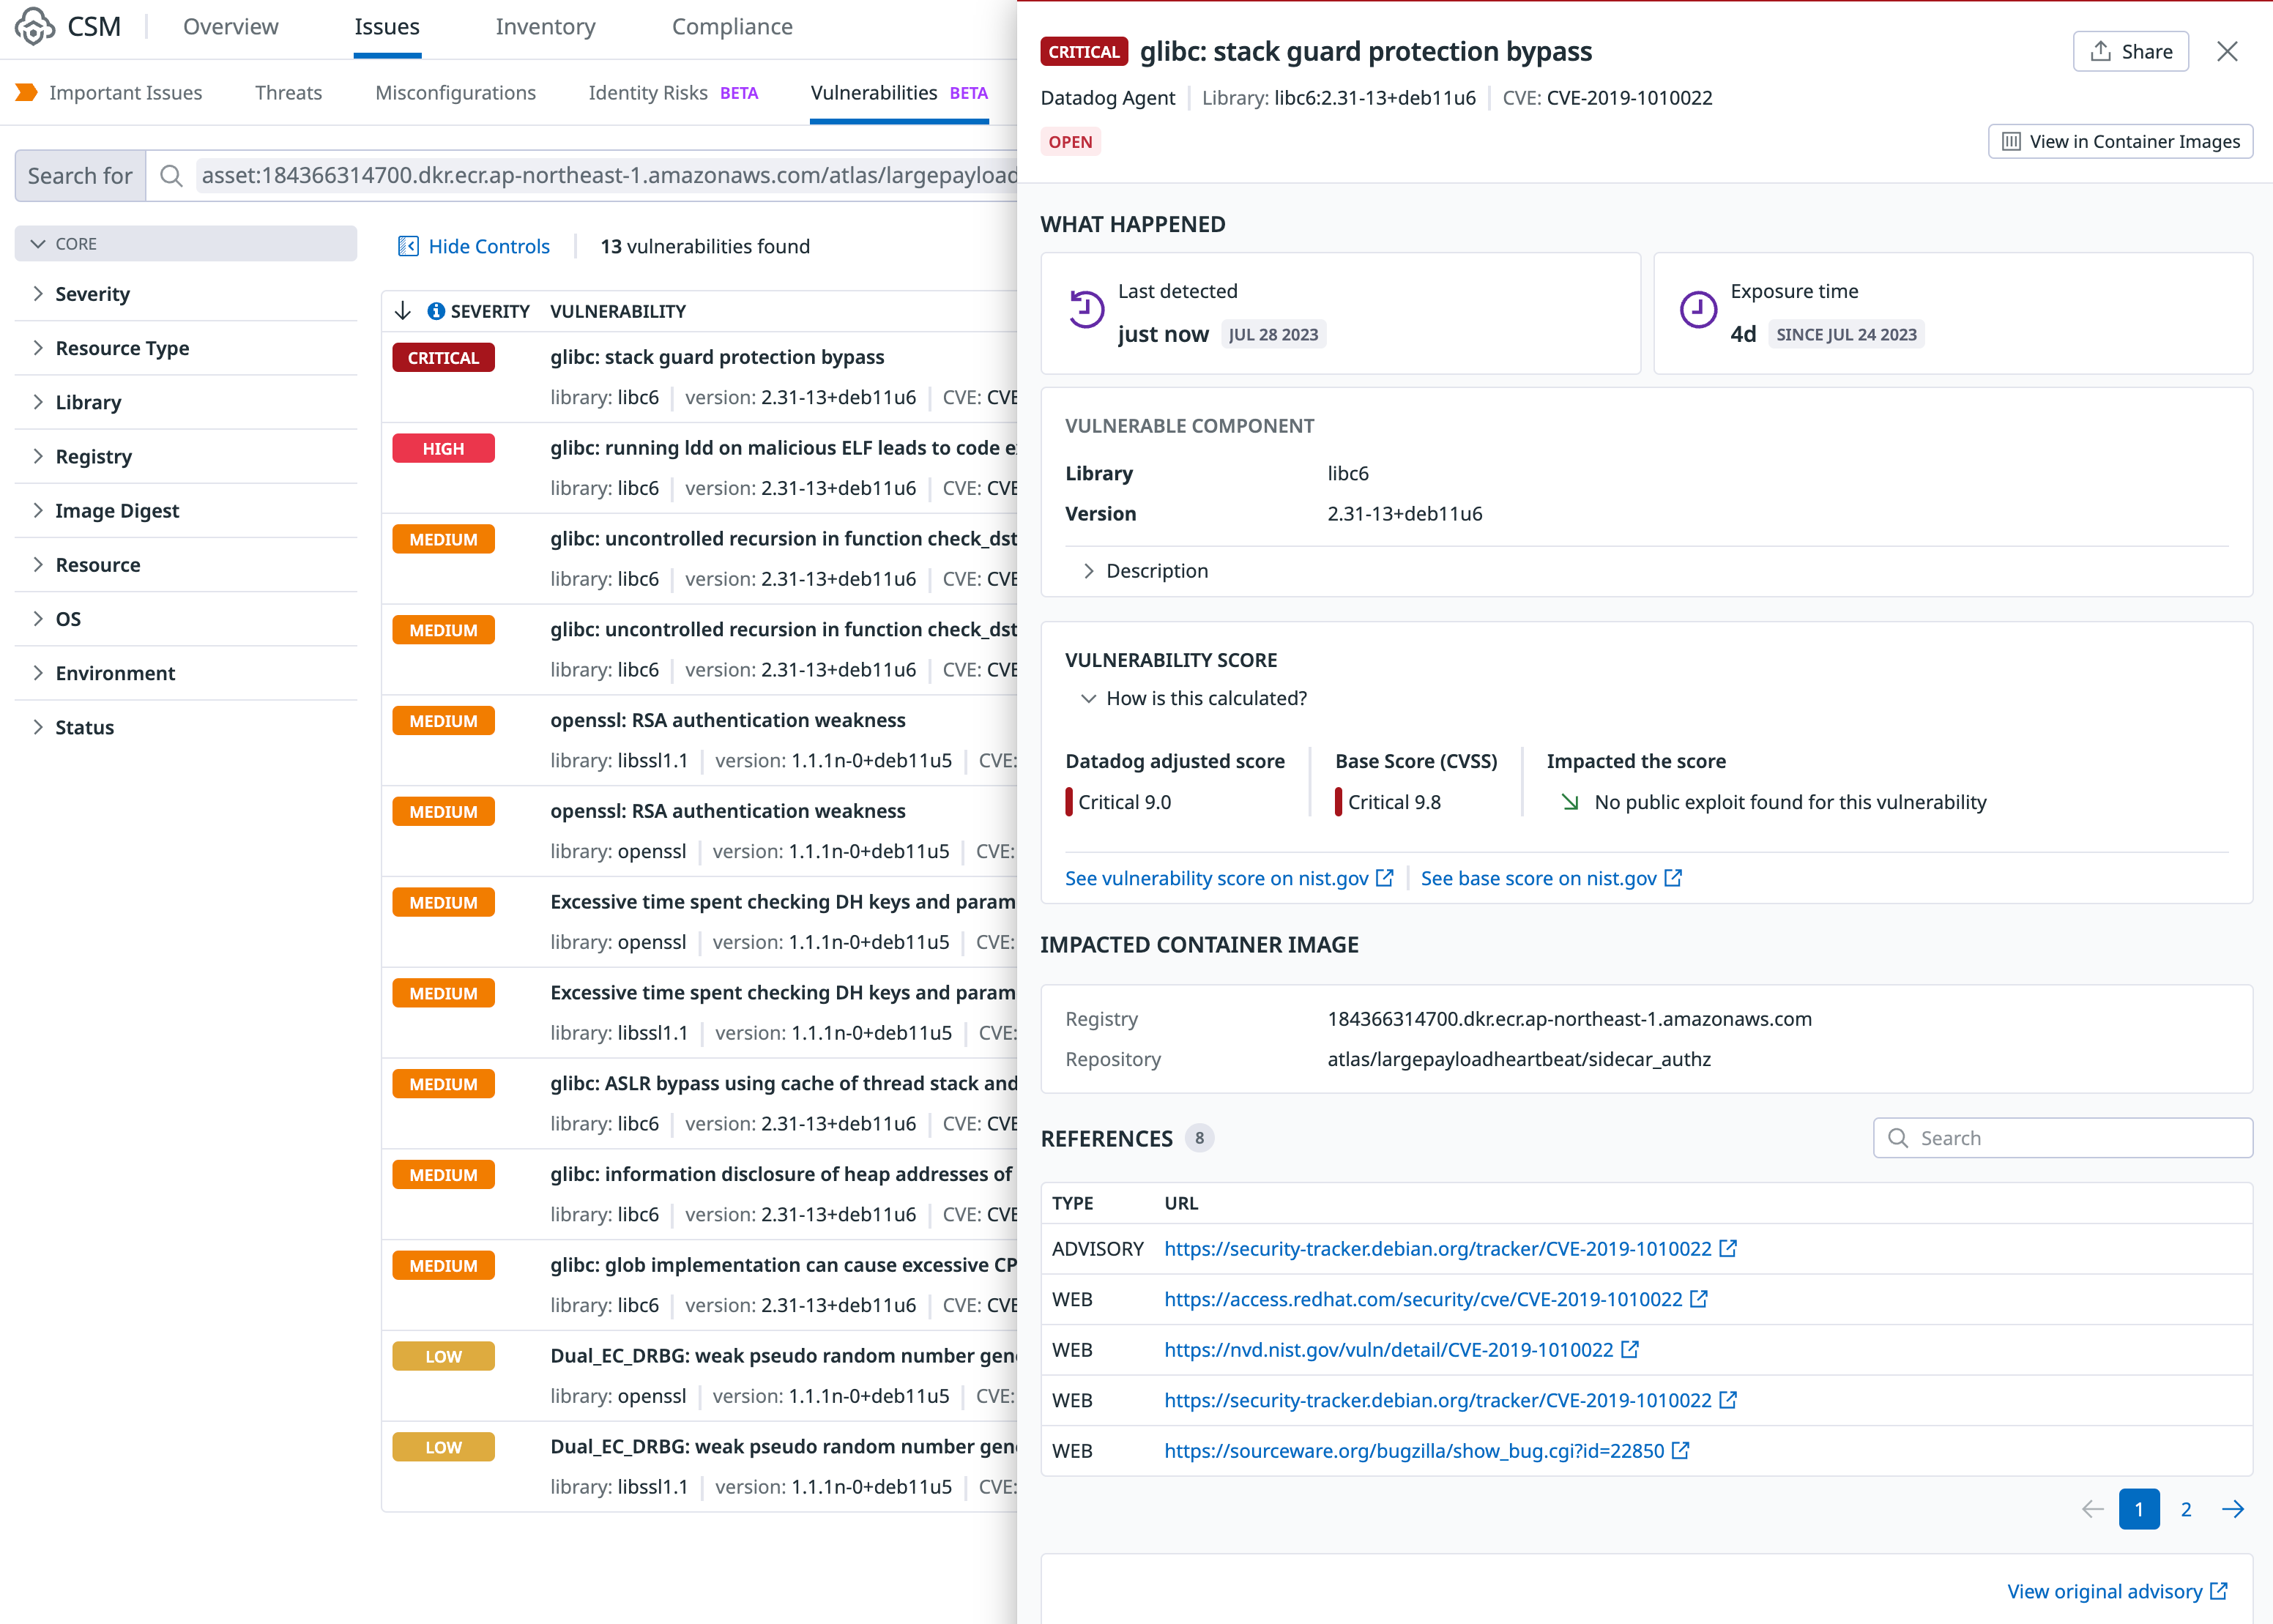 CSM
Overview
Issues
Inventory
Compliance
Important Issues
Threats
Misconfigurations
Identity Risks BETA
Vulnerabilities BETA
Search for
asset:184366314700.dkr.ecr.ap-northeast-1.amazonaws.com/atlas/largepayload
CORE
Severity
Resource Type
Library
Registry
Image Digest
Resource
OS
Environment
Status
Hide Controls
13 vulnerabilities found
SEVERITY VULNERABILITY
CRITICAL glibc: stack guard protection bypass
library: libc6 version: 2.31-13+deb11u6 CVE: CVE
HIGH glibc: running ldd on malicious ELF leads to code e
library: libc6 version: 2.31-13+deb11u6 CVE: CVE
MEDIUM glibc: uncontrolled recursion in function check_dst
library: libc6 version: 2.31-13+deb11u6 CVE: CVE
MEDIUM glibc: uncontrolled recursion in function check_dst
library: libc6 version: 2.31-13+deb11u6 CVE: CVE
MEDIUM openssl: RSA authentication weakness
library: libssl1.1 version: 1.1.1n-0+deb11u5 CVE:
MEDIUM openssl: RSA authentication weakness
library: openssl version: 1.1.1n-0+deb11u5 CVE:
MEDIUM Excessive time spent checking DH keys and param
library: openssl version: 1.1.1n-0+deb11u5 CVE:
MEDIUM Excessive time spent checking DH keys and param
library: libssl1.1 version: 1.1.1n-0+deb11u5 CVE:
MEDIUM glibc: ASLR bypass using cache of thread stack and
library: libc6 version: 2.31-13+deb11u6 CVE: CVE
MEDIUM glibc: information disclosure of heap addresses of
library: libc6 version: 2.31-13+deb11u6 CVE: CVE
MEDIUM glibc: glob implementation can cause excessive CP
library: libc6 version: 2.31-13+deb11u6 CVE: CVE
LOW Dual_EC_DRBG: weak pseudo random number gen
library: openssl version: 1.1.1n-0+deb11u5 CVE:
LOW Dual_EC_DRBG: weak pseudo random number gen
library: libssl1.1 version: 1.1.1n-0+deb11u5 CVE:
CRITICAL glibc: stack guard protection bypass
Share
Datadog Agent Library: libc6:2.31-13+deb11u6 CVE: CVE-2019-1010022
OPEN
View in Container Images
WHAT HAPPENED
Last detected
just now JUL 28 2023
Exposure time
4d SINCE JUL 24 2023
VULNERABLE COMPONENT
Library libc6
Version 2.31-13+deb11u6
Description
VULNERABILITY SCORE
How is this calculated?
Datadog adjusted score
Critical 9.0
Base Score (CVSS)
Critical 9.8
Impacted the score
No public exploit found for this vulnerability
See vulnerability score on nist.gov
See base score on nist.gov
IMPACTED CONTAINER IMAGE
Registry 184366314700.dkr.ecr.ap-northeast-1.amazonaws.com
Repository atlas/largepayloadheartbeat/sidecar_authz
REFERENCES 8
Search
TYPE URL
ADVISORY https://security-tracker.debian.org/tracker/CVE-2019-1010022
WEB https://access.redhat.com/security/cve/CVE-2019-1010022
WEB https://nvd.nist.gov/vuln/detail/CVE-2019-1010022
WEB https://security-tracker.debian.org/tracker/CVE-2019-1010022
WEB https://sourceware.org/bugzilla/show_bug.cgi?id=22850
1 2
View original advisory